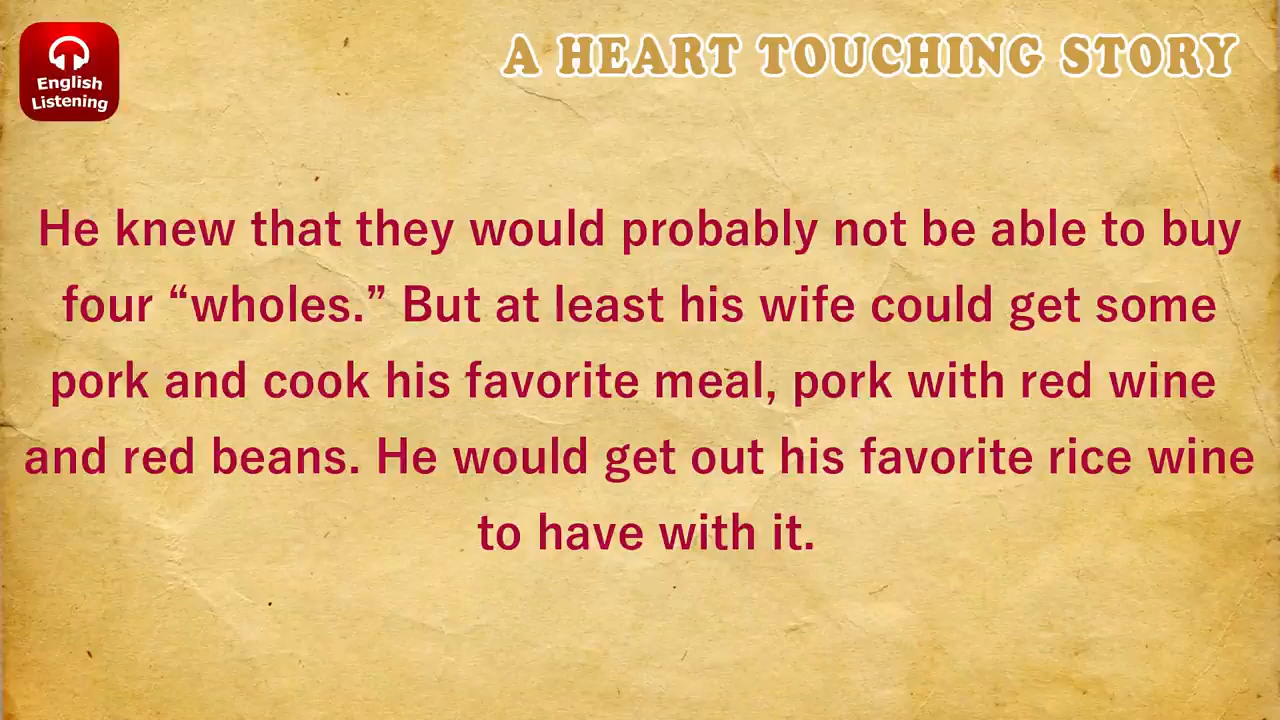 English
Listening
A HEART TOUCHING STORY
He knew that they would probably not be able to buy
four “wholes.” But at least his wife could get some
pork and cook his favorite meal, pork with red wine
and red beans. He would get out his favorite rice wine
to have with it.